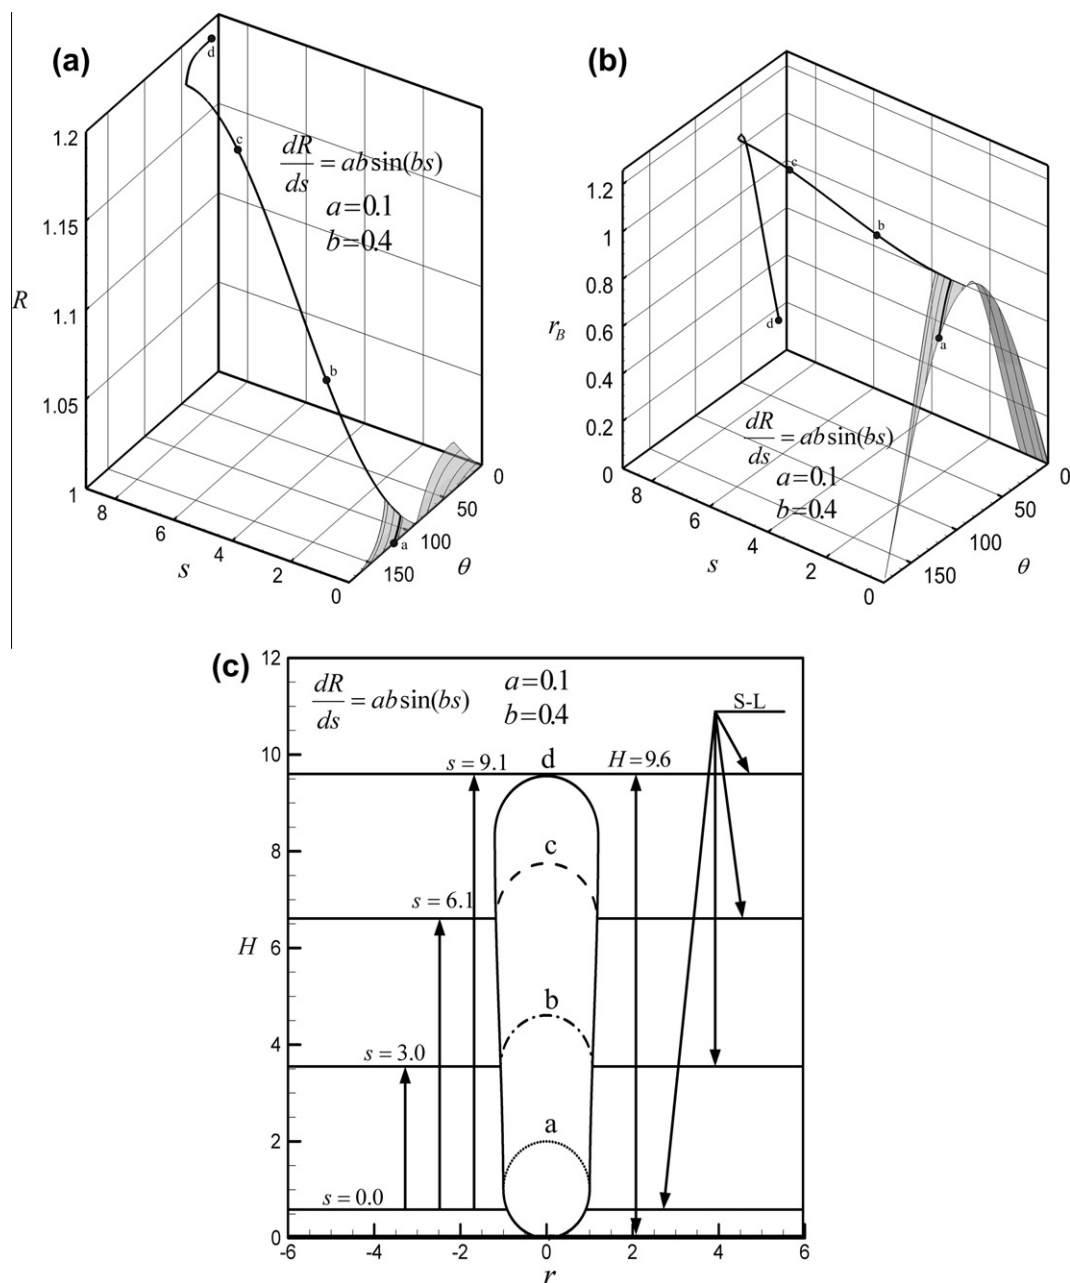 (a)
d
c
dR/ds = ab sin(bs)
a=0.1
b=0.4
b
a
R
1.2
1.15
1.1
1.05
1
8
6
4
2
0
s
0
50
100
150
θ
(b)
c
b
d
a
r_B
1.2
1
0.8
0.6
0.4
0.2
0
dR/ds = ab sin(bs)
a=0.1
b=0.4
8
6
4
2
0
s
0
50
100
150
θ
(c)
dR/ds = ab sin(bs)
a=0.1
b=0.4
S-L
s = 9.1
d
H = 9.6
c
s = 6.1
b
s = 3.0
a
s = 0.0
H
12
10
8
6
4
2
0
-6 -4 -2 0 2 4 6
r